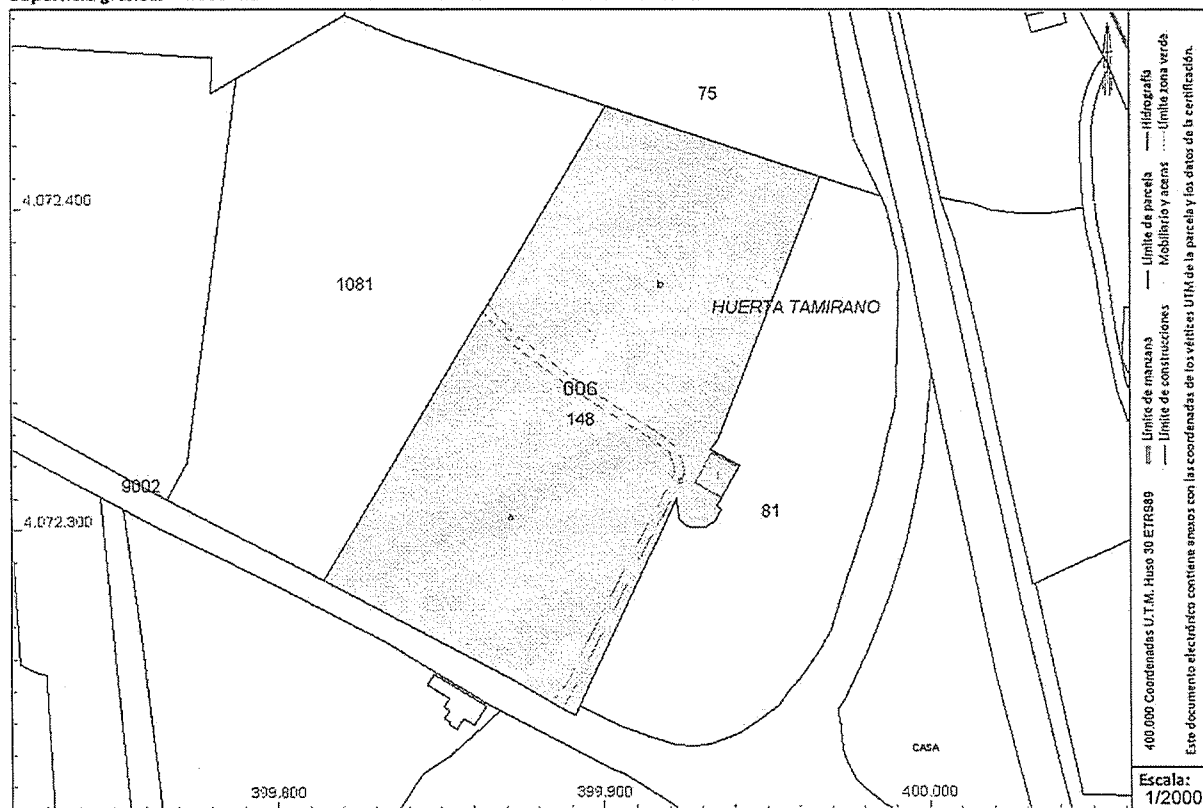 75
4.072.400
1081
b
HUERTA TAMIRANO
006
148
9002
81
4.072.300
a
CASA
399.800
399.900
400.000
400.000 Coordenadas U.T.M. Huso 30 ETRS89
Límite de manzana
Límite de parcela
Hidrografía
Límite de construcciones
Mobiliario y aceras
Límite zona verde.
Este documento electrónico contiene anexos con las coordenadas de los vértices UTM de la parcela y los datos de la certificación.
Escala:
1/2000